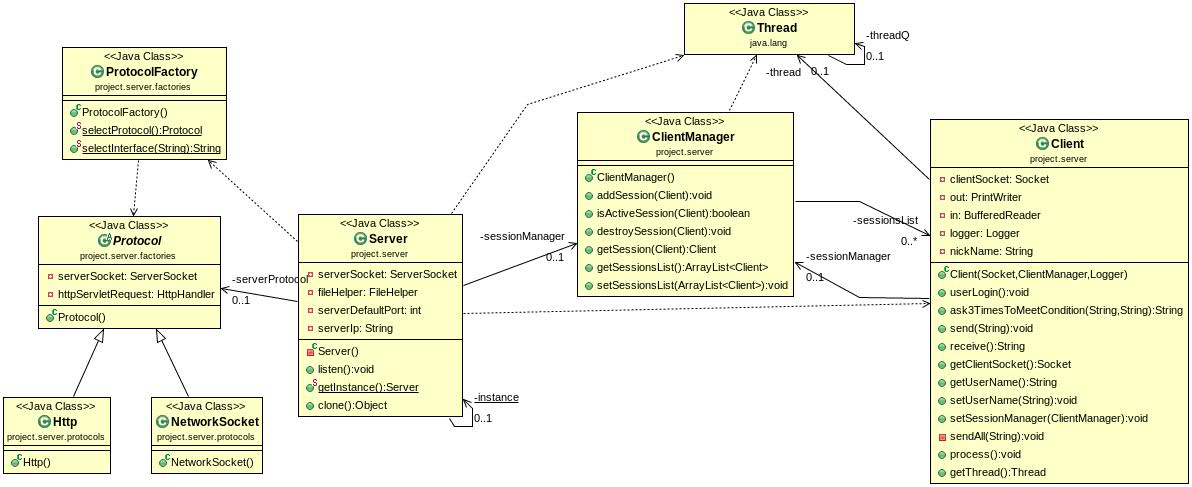 <<Java Class>>
Thread
java.lang
-threadQ
0..1
-thread
0..1
<<Java Class>>
ProtocolFactory
project.server.factories
ProtocolFactory()
selectProtocol():Protocol
selectInterface(String):String
<<Java Class>>
ClientManager
project.server
ClientManager()
addSession(Client):void
isActiveSession(Client):boolean
destroySession(Client):void
getSession(Client):Client
getSessionsList():ArrayList<Client>
setSessionsList(ArrayList<Client>):void
<<Java Class>>
Client
project.server
clientSocket: Socket
out: PrintWriter
in: BufferedReader
logger: Logger
nickName: String
Client(Socket,ClientManager,Logger)
userLogin():void
ask3TimesToMeetCondition(String,String):String
send(String):void
receive():String
getClientSocket():Socket
getUserName():String
setUserName(String):void
setSessionManager(ClientManager):void
sendAll(String):void
process():void
getThread():Thread
-sessionsList
0..*
-sessionManager
0..1
-sessionManager
0..1
<<Java Class>>
Protocol
project.server.factories
serverSocket: ServerSocket
httpServletRequest: HttpHandler
Protocol()
-serverProtocol
0..1
<<Java Class>>
Server
project.server
serverSocket: ServerSocket
fileHelper: FileHelper
serverDefaultPort: int
serverIp: String
Server()
listen():void
getInstance():Server
clone():Object
-instance
0..1
<<Java Class>>
Http
project.server.protocols
Http()
<<Java Class>>
NetworkSocket
project.server.protocols
NetworkSocket()